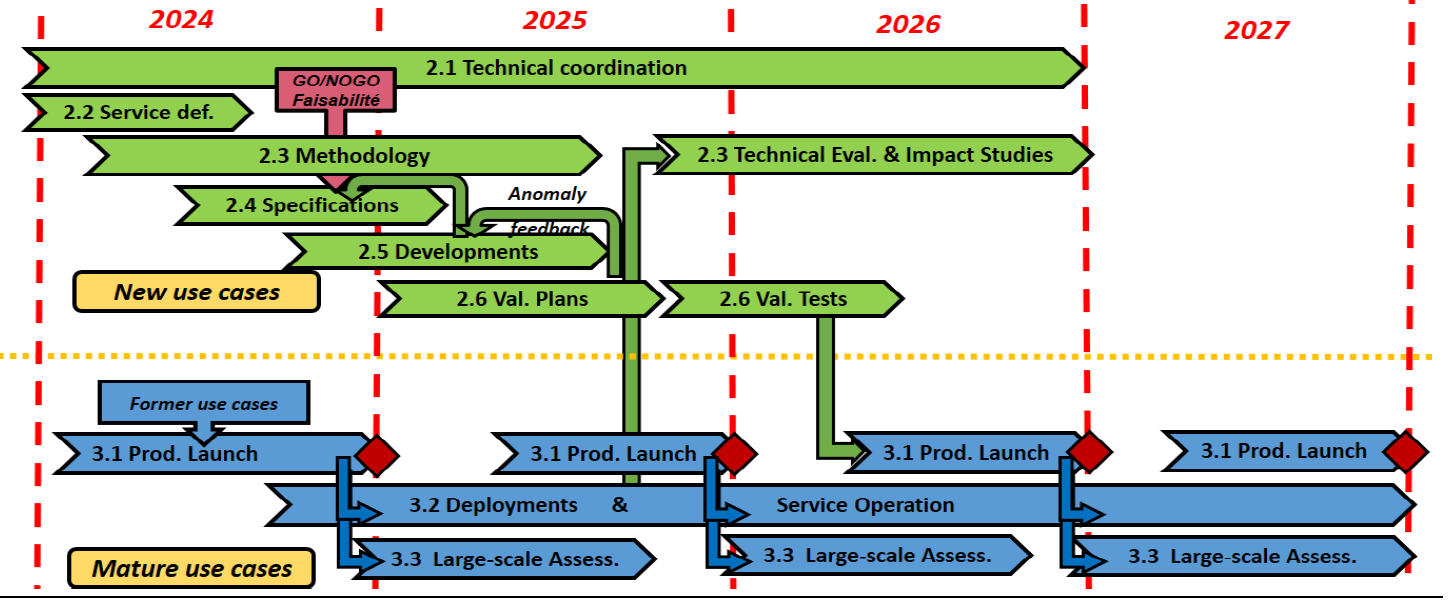 2024 2025 2026 2027
2.1 Technical coordination
GO/NOGO
Faisabilité
2.2 Service def.
2.3 Methodology
2.3 Technical Eval. & Impact Studies
2.4 Specifications
Anomaly
feedback
2.5 Developments
New use cases
2.6 Val. Plans
2.6 Val. Tests
Former use cases
3.1 Prod. Launch
3.1 Prod. Launch
3.1 Prod. Launch
3.1 Prod. Launch
3.2 Deployments & Service Operation
3.3 Large-scale Assess.
3.3 Large-scale Assess.
3.3 Large-scale Assess.
Mature use cases